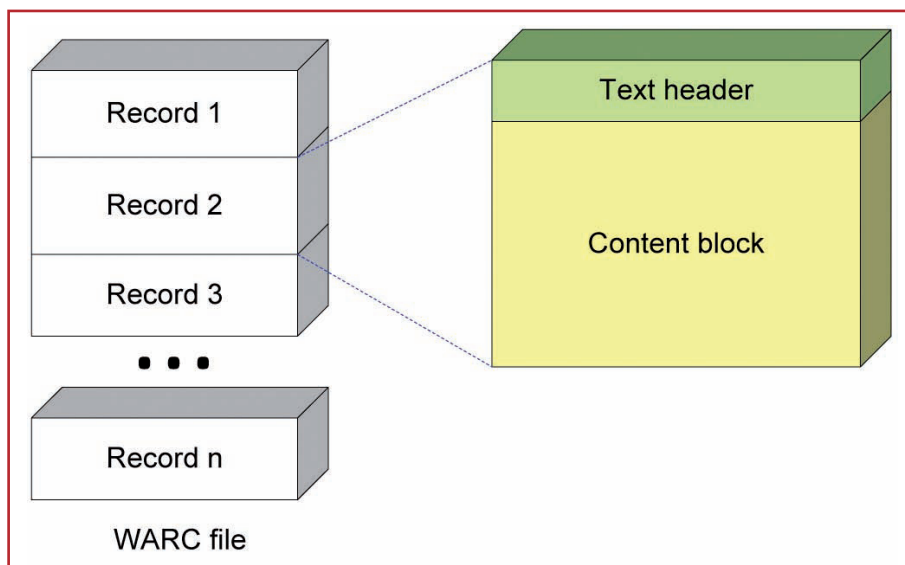 Record 1
Record 2
Record 3
...
Record n
WARC file
Text header
Content block